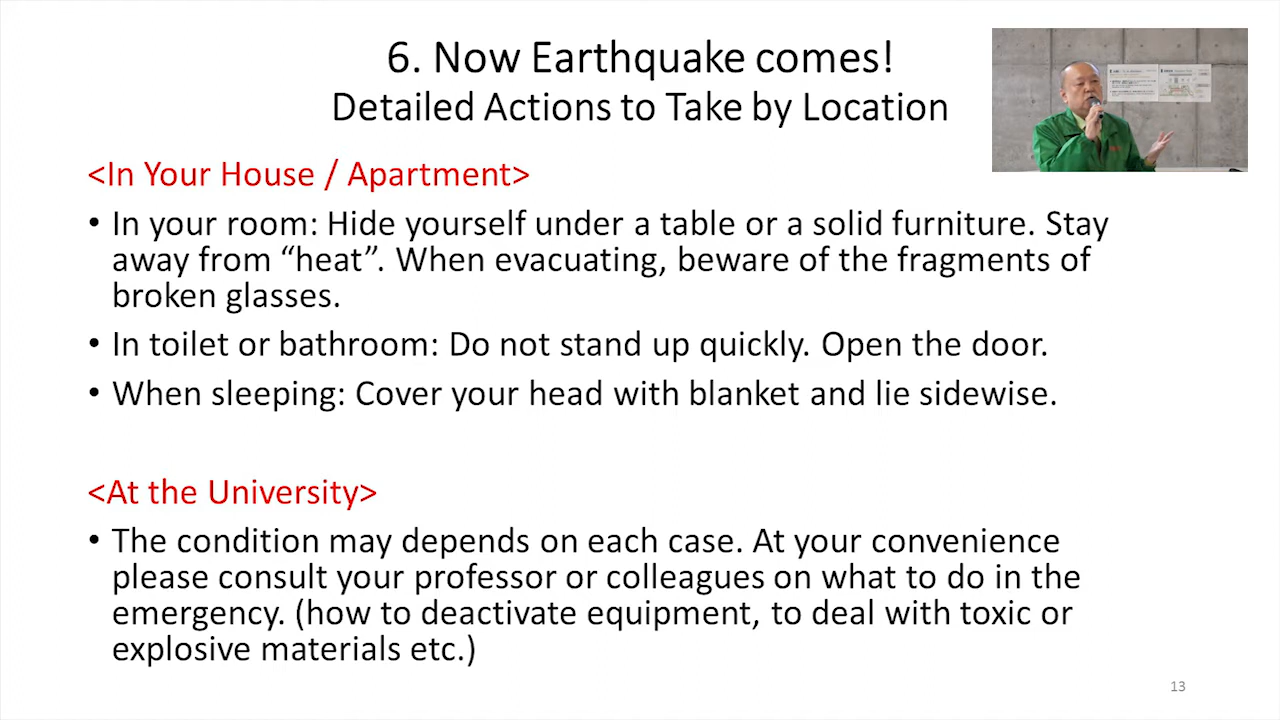 6. Now Earthquake comes!
Detailed Actions to Take by Location
<In Your House / Apartment>
• In your room: Hide yourself under a table or a solid furniture. Stay
away from “heat”. When evacuating, beware of the fragments of
broken glasses.
• In toilet or bathroom: Do not stand up quickly. Open the door.
• When sleeping: Cover your head with blanket and lie sidewise.
<At the University>
• The condition may depends on each case. At your convenience
please consult your professor or colleagues on what to do in the
emergency. (how to deactivate equipment, to deal with toxic or
explosive materials etc.)
13